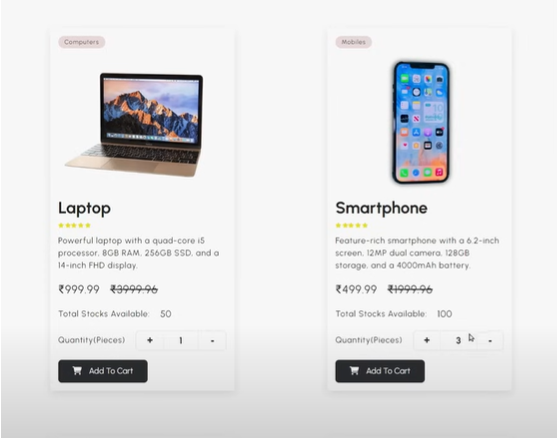 Computers
Laptop
Powerful laptop with a quad-core i5
processor, 8GB RAM, 256GB SSD, and a
14-inch FHD display.
₹999.99 ₹3999.96
Total Stocks Available: 50
Quantity(Pieces) + 1 -
Add To Cart
Mobiles
Smartphone
Feature-rich smartphone with a 6.2-inch
screen, 12MP dual camera, 128GB
storage, and a 4000mAh battery.
₹499.99 ₹1999.96
Total Stocks Available: 100
Quantity(Pieces) + 3 -
Add To Cart